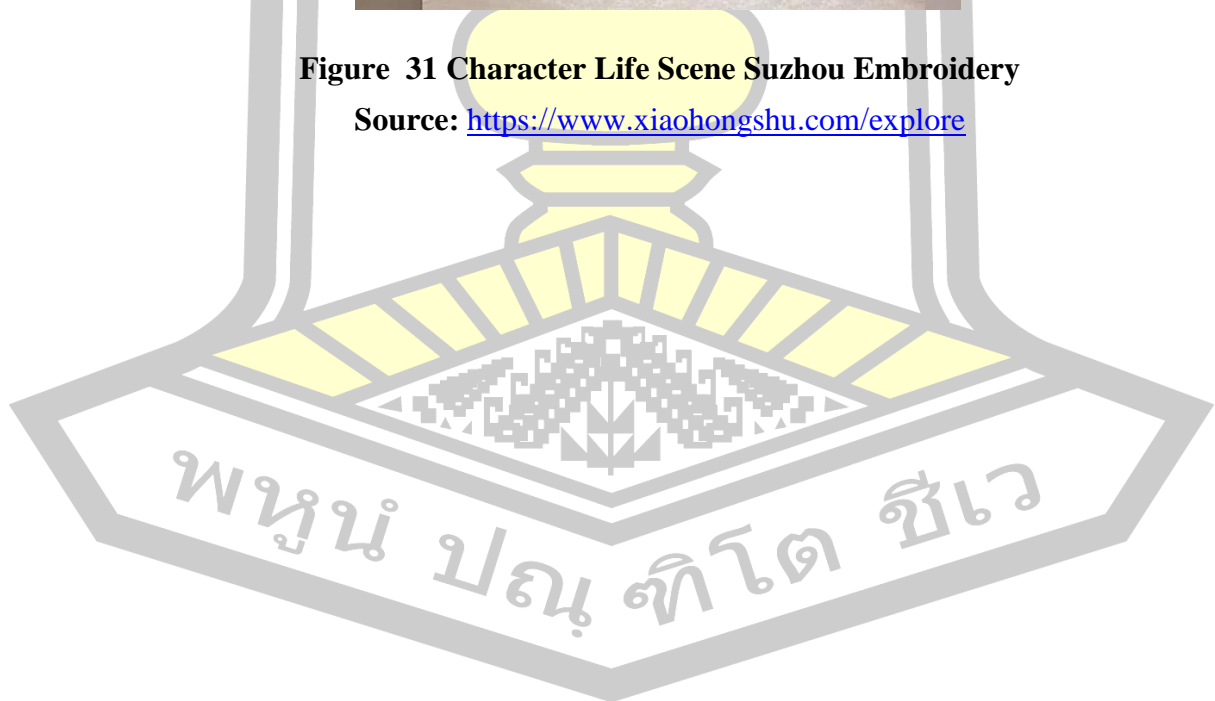 Figure 31 Character Life Scene Suzhou Embroidery
Source: https://www.xiaohongshu.com/explore
พหูนํ ปณฺฑิโต ชีเว